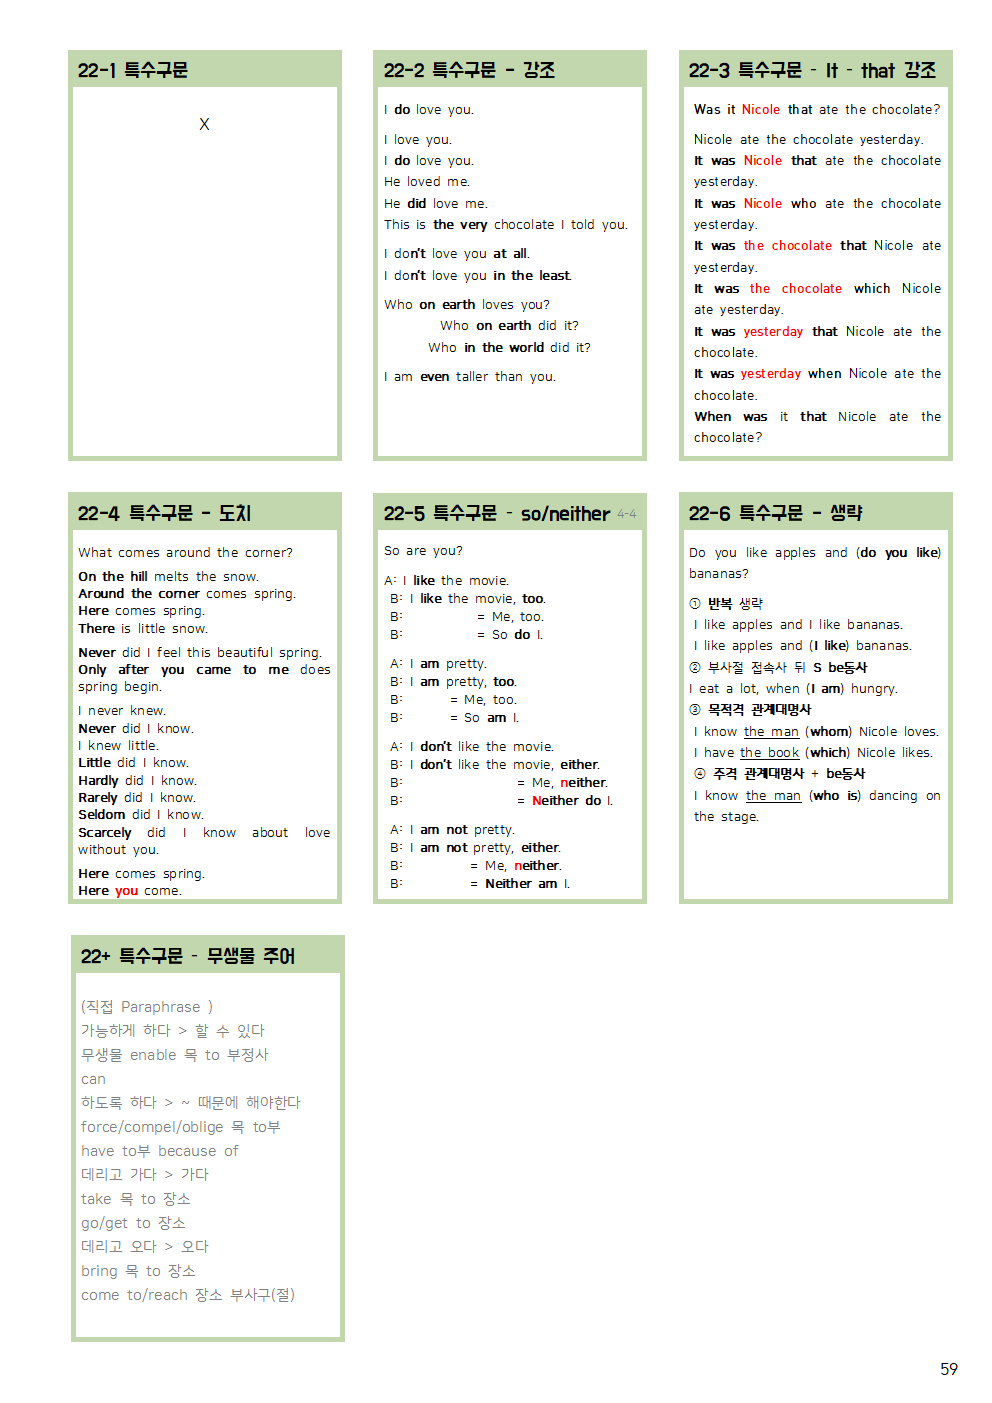 22-1 특수구문
X
22-2 특수구문 - 강조
I do love you.
I love you.
I do love you.
He loved me.
He did love me.
This is the very chocolate I told you.
I don't love you at all.
I don't love you in the least.
Who on earth loves you?
Who on earth did it?
Who in the world did it?
I am even taller than you.
22-3 특수구문 - It - that 강조
Was it Nicole that ate the chocolate?
Nicole ate the chocolate yesterday.
It was Nicole that ate the chocolate
yesterday.
It was Nicole who ate the chocolate
yesterday.
It was the chocolate that Nicole ate
yesterday.
It was the chocolate which Nicole
ate yesterday.
It was yesterday that Nicole ate the
chocolate.
It was yesterday when Nicole ate the
chocolate.
When was it that Nicole ate the
chocolate?
22-4 특수구문 - 도치
What comes around the corner?
On the hill melts the snow.
Around the corner comes spring.
Here comes spring.
There is little snow.
Never did I feel this beautiful spring.
Only after you came to me does
spring begin.
I never knew.
Never did I know.
I knew little.
Little did I know.
Hardly did I know.
Rarely did I know.
Seldom did I know.
Scarcely did I know about love
without you.
Here comes spring.
Here you come.
22-5 특수구문 - so/neither 4-4
So are you?
A: I like the movie.
B: I like the movie, too.
B: = Me, too.
B: = So do I.
A: I am pretty.
B: I am pretty, too.
B: = Me, too.
B: = So am I.
A: I don't like the movie.
B: I don't like the movie, either.
B: = Me, neither.
B: = Neither do I.
A: I am not pretty.
B: I am not pretty, either.
B: = Me, neither.
B: = Neither am I.
22-6 특수구문 - 생략
Do you like apples and (do you like)
bananas?
① 반복 생략
I like apples and I like bananas.
I like apples and (I like) bananas.
② 부사절 접속사 뒤 S be동사
I eat a lot, when (I am) hungry.
③ 목적격 관계대명사
I know the man (whom) Nicole loves.
I have the book (which) Nicole likes.
④ 주격 관계대명사 + be동사
I know the man (who is) dancing on
the stage.
22+ 특수구문 - 무생물 주어
(직접 Paraphrase )
가능하게 하다 > 할 수 있다
무생물 enable 목 to 부정사
can
하도록 하다 > ~ 때문에 해야한다
force/compel/oblige 목 to부
have to부 because of
데리고 가다 > 가다
take 목 to 장소
go/get to 장소
데리고 오다 > 오다
bring 목 to 장소
come to/reach 장소 부사구(절)
59